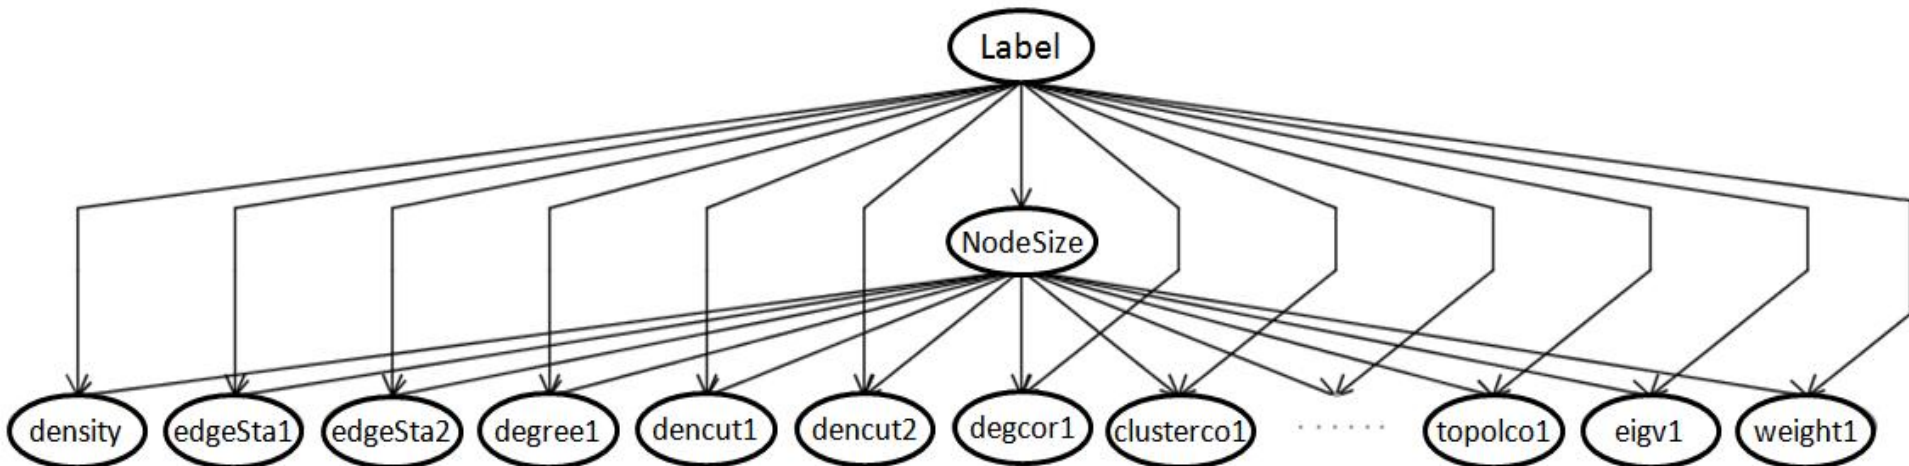 Label
NodeSize
density edgeSta1 edgeSta2 degree1 dencut1 dencut2 degcor1 clusterco1 ....... topolco1 eigv1 weight1